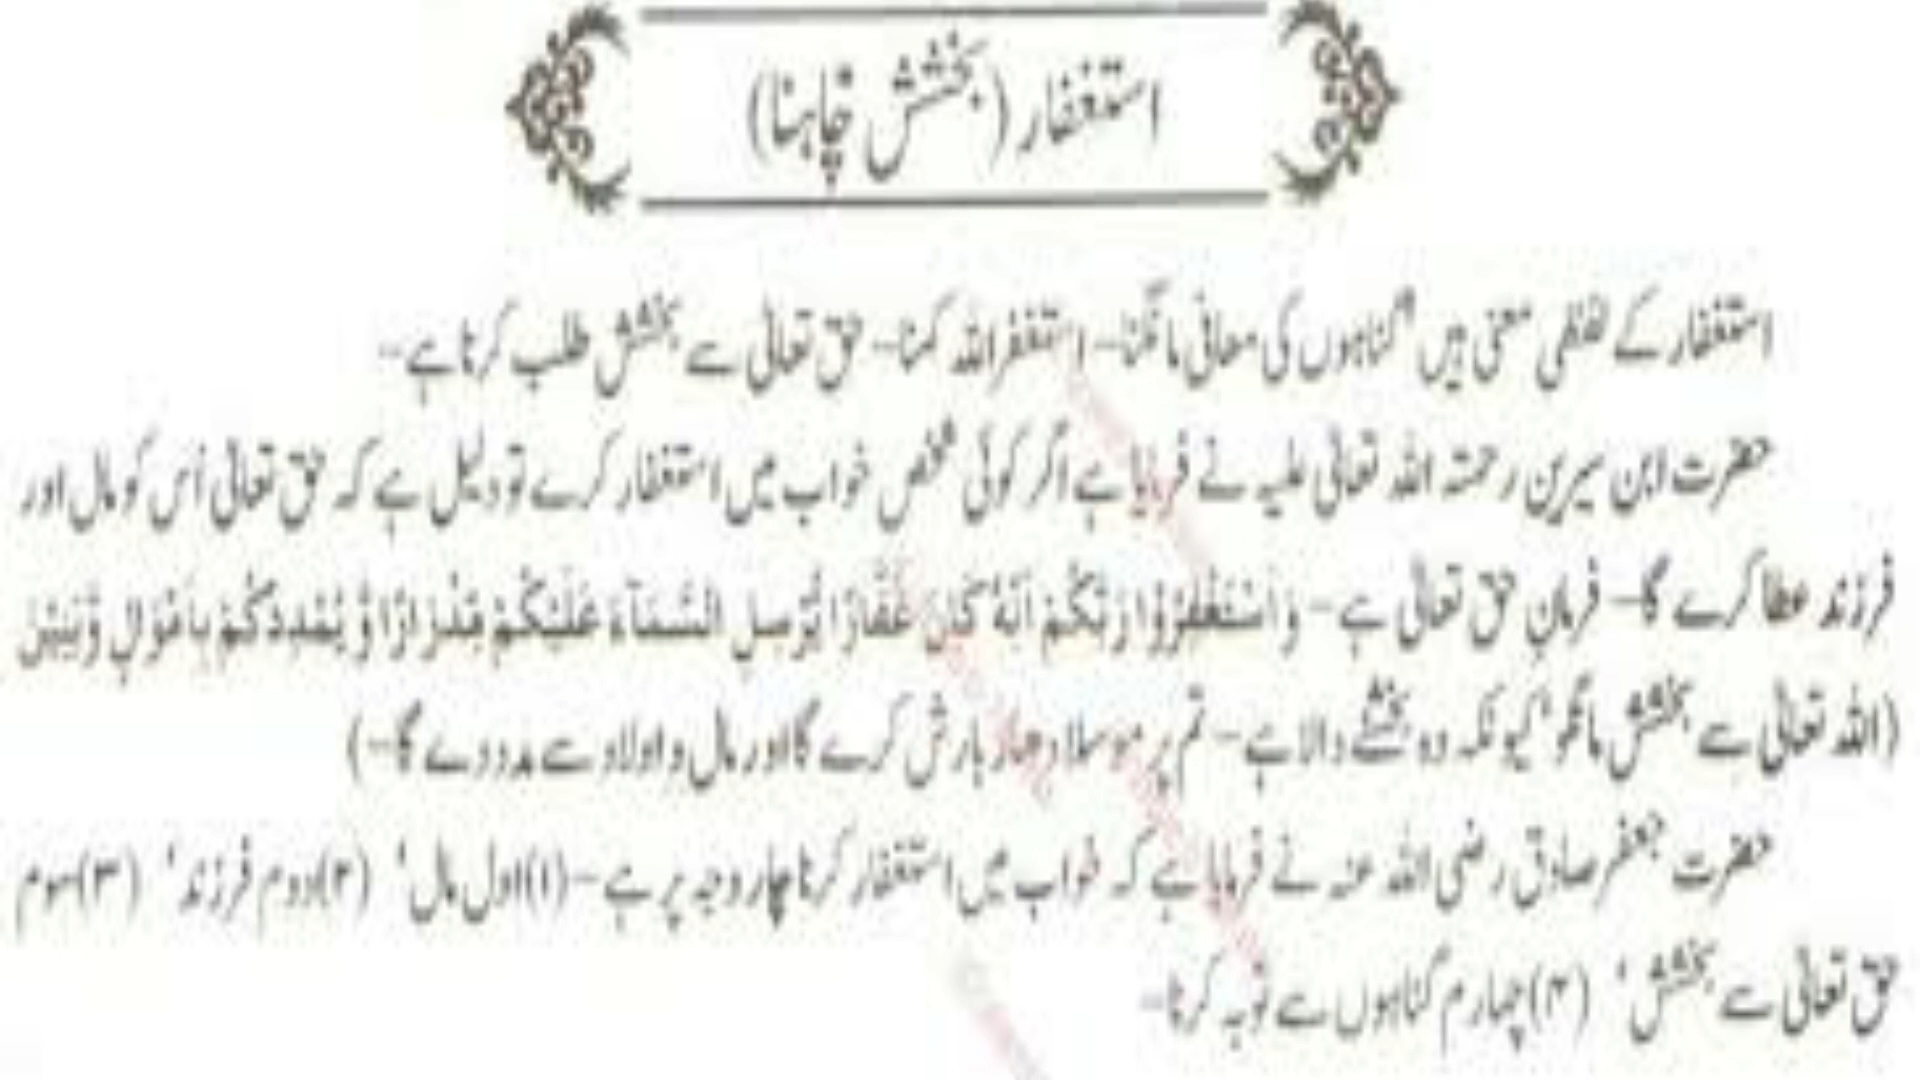 استغفار (بخشش چاہنا)
استغفار کے لفظی معنی ہیں گناہوں کی معافی مانگنا- استغفر اللہ کہنا- حق تعالیٰ سے بخشش طلب کرنا ہے-
حضرت ابن سیرین رحمتہ اللہ تعالیٰ علیہ نے فرمایا ہے اگر کوئی شخص خواب میں استغفار کرے تو دلیل ہے کہ حق تعالیٰ اُس کو مال اور
فرزند عطا کرے گا- فرمان حق تعالیٰ ہے- وَاسْتَغْفِرُوْا رَبَّكُمْ اِنَّهٗ كَانَ غَفَّارًا يُّرْسِلِ السَّمَآءَ عَلَيْكُمْ مِّدْرَارًا وَّ يُمْدِدْكُمْ بِاَمْوَالٍ وَّبَنِيْنَ
(اللہ تعالیٰ سے بخشش مانگو' کیونکہ وہ بخشنے والا ہے- تم پر موسلا دھار بارش کرے گا اور مال و اولاد سے مدد دے گا-)
حضرت جعفر صادق رضی اللہ عنہ نے فرمایا ہے کہ خواب میں استغفار کرنا چار وجہ پر ہے- (۱) اول مال' (۲) دوم فرزند' (۳) سوم
حق تعالیٰ سے بخشش' (۴) چہارم گناہوں سے توبہ کرنا-